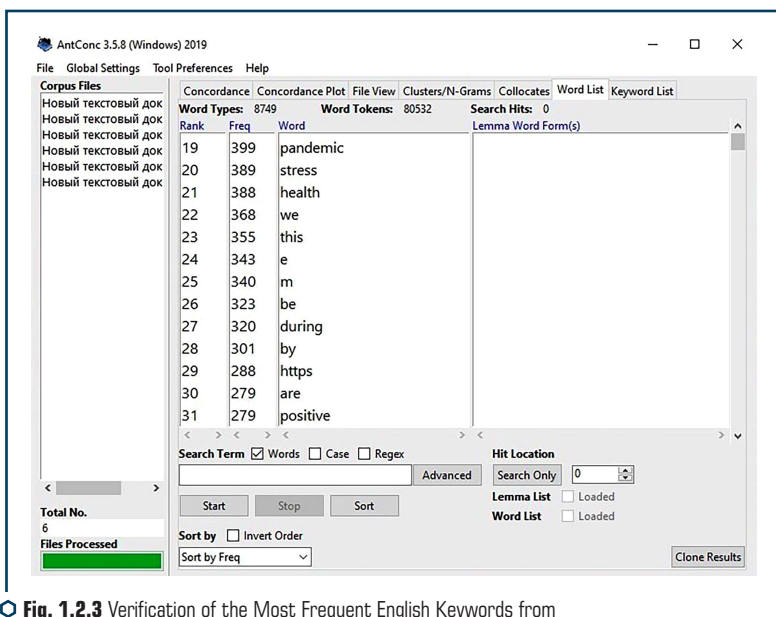 AntConc 3.5.8 (Windows) 2019
File Global Settings Tool Preferences Help
Corpus Files
Новый текстовый док
Новый текстовый док
Новый текстовый док
Новый текстовый док
Новый текстовый док
Новый текстовый док
Total No.
6
Files Processed
Concordance Concordance Plot File View Clusters/N-Grams Collocates Word List Keyword List
Word Types: 8749 Word Tokens: 80532 Search Hits: 0
Rank Freq Word Lemma Word Form(s)
19 399 pandemic
20 389 stress
21 388 health
22 368 we
23 355 this
24 343 e
25 340 m
26 323 be
27 320 during
28 301 by
29 288 https
30 279 are
31 279 positive
Search Term Words Case Regex Hit Location
Advanced Search Only 0
Start Stop Sort Lemma List Loaded
Word List Loaded
Sort by Invert Order
Sort by Freq Clone Results
Fig. 1.2.3 Verification of the Most Frequent English Keywords from